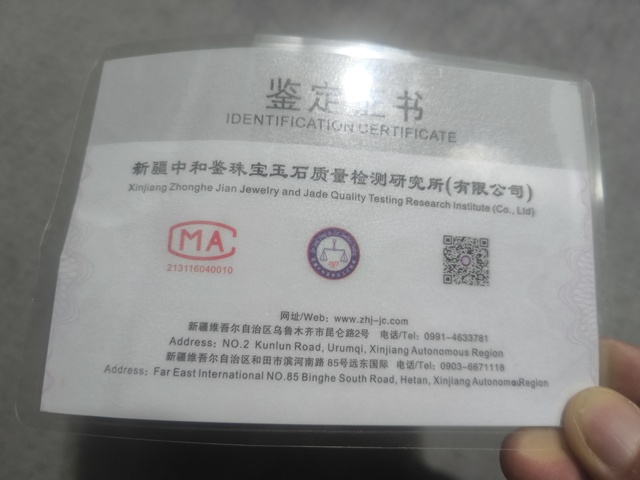 鉴定证书
IDENTIFICATION CERTIFICATE
新疆中和鉴珠宝玉石质量检测研究所(有限公司)
Xinjiang Zhonghe Jian Jewelry and Jade Quality Testing Research Institute (Co., Ltd)
MA
213116040010
网址/Web: www.zhj-jc.com
新疆维吾尔自治区乌鲁木齐市昆仑路2号 电话/Tel: 0991-4633781
Address: NO.2 Kunlun Road, Urumqi, Xinjiang Autonomous Region
新疆维吾尔自治区和田市滨河南路85号远东国际 电话/Tel: 0903-6671118
Address: Far East International NO.85 Binghe South Road, Hetan, Xinjiang Autonomous Region